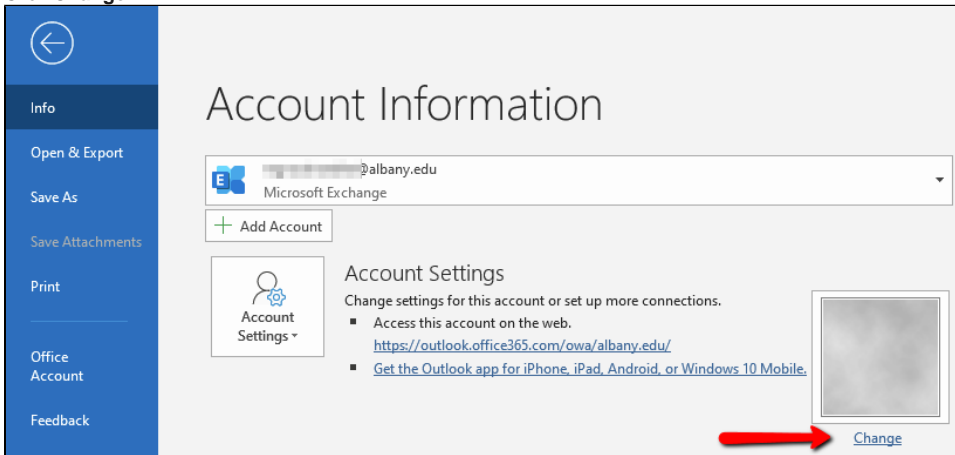 Info
Open & Export
Save As
Save Attachments
Print
Office
Account
Feedback
Account Information
@albany.edu
Microsoft Exchange
Add Account
Account
Settings
Account Settings
Change settings for this account or set up more connections.
Access this account on the web.
https://outlook.office365.com/owa/albany.edu/
Get the Outlook app for iPhone, iPad, Android, or Windows 10 Mobile.
Change